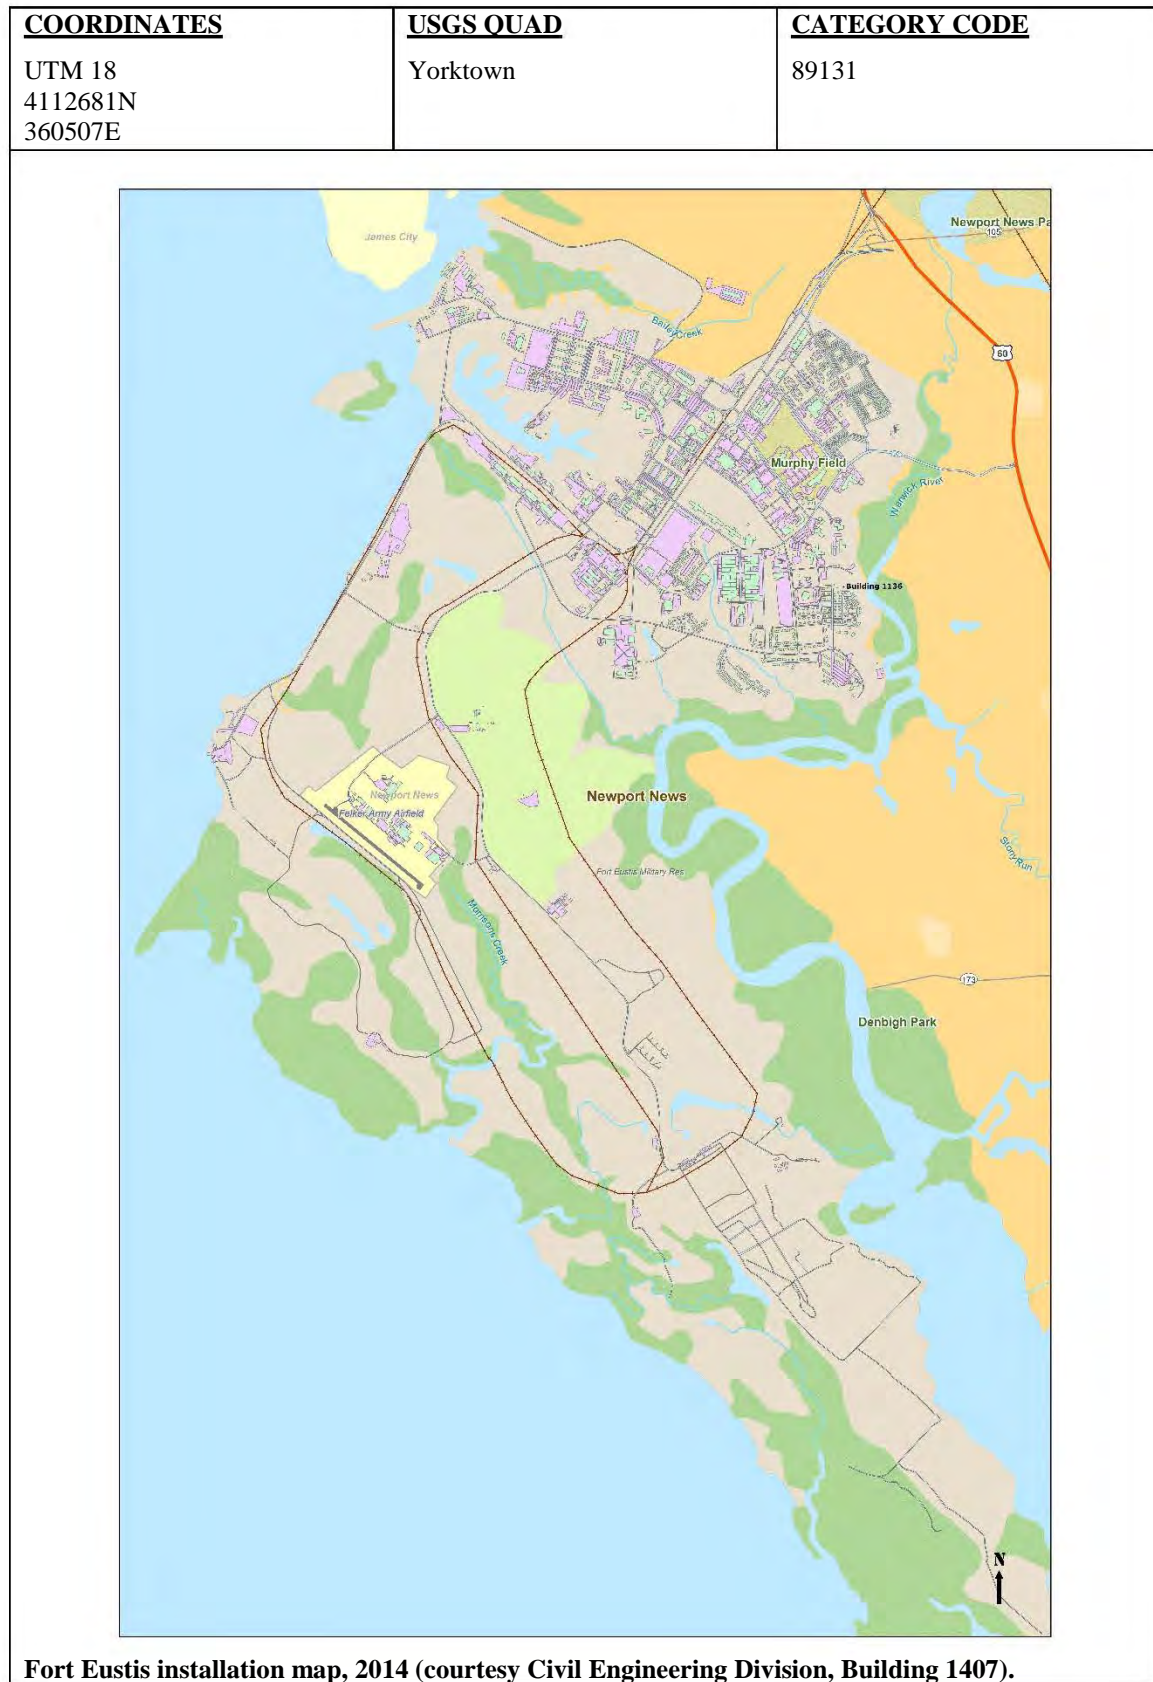 COORDINATES
UTM 18
4112681N
360507E
USGS QUAD
Yorktown
CATEGORY CODE
89131
James City
Newport News Pa
105
Bailey Creek
60
Murphy Field
Warwick River
Building 1136
Newport News
Felker Army Airfield
Newport News
Fort Eustis Military Res
Stony Run
Morrisons Creek
173
Denbigh Park
N
Fort Eustis installation map, 2014 (courtesy Civil Engineering Division, Building 1407).